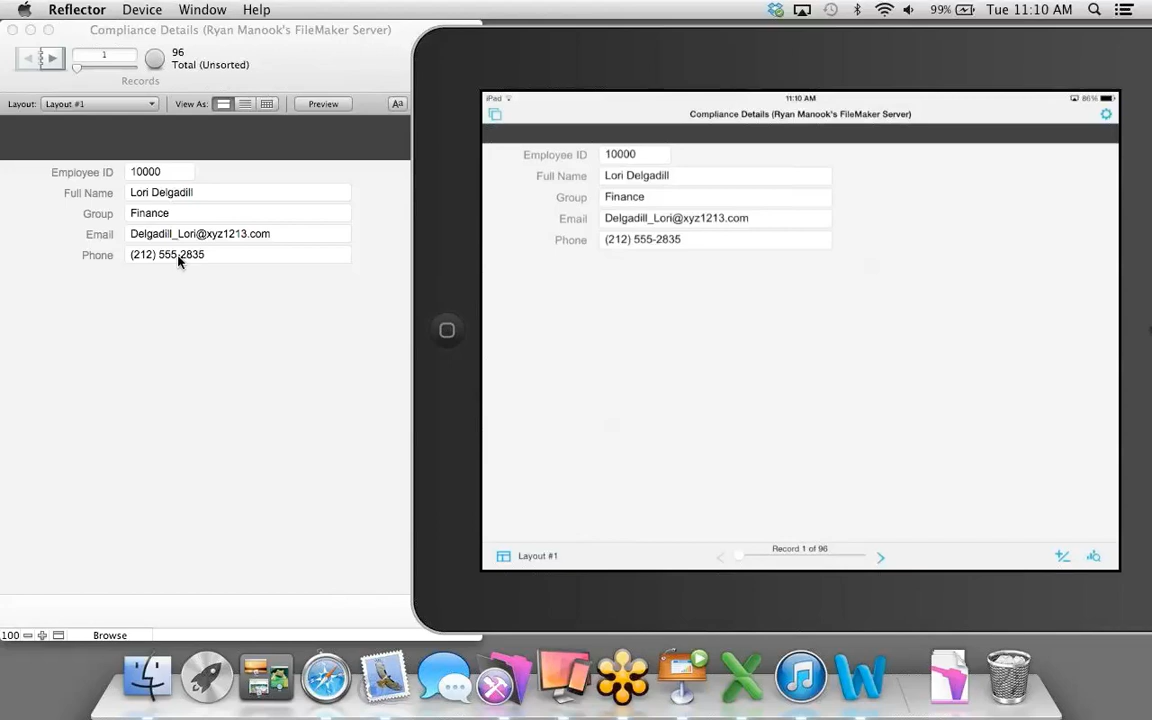 Reflector Device Window Help 99% Tue 11:10 AM
Compliance Details (Ryan Manook's FileMaker Server)
1
96
Total (Unsorted)
Records
Layout: Layout #1 View As: Preview Aa
Employee ID 10000
Full Name Lori Delgadill
Group Finance
Email Delgadill_Lori@xyz1213.com
Phone (212) 555-2835
100 Browse
iPad 11:10 AM 86%
Compliance Details (Ryan Manook's FileMaker Server)
Employee ID 10000
Full Name Lori Delgadill
Group Finance
Email Delgadill_Lori@xyz1213.com
Phone (212) 555-2835
Layout #1 Record 1 of 96